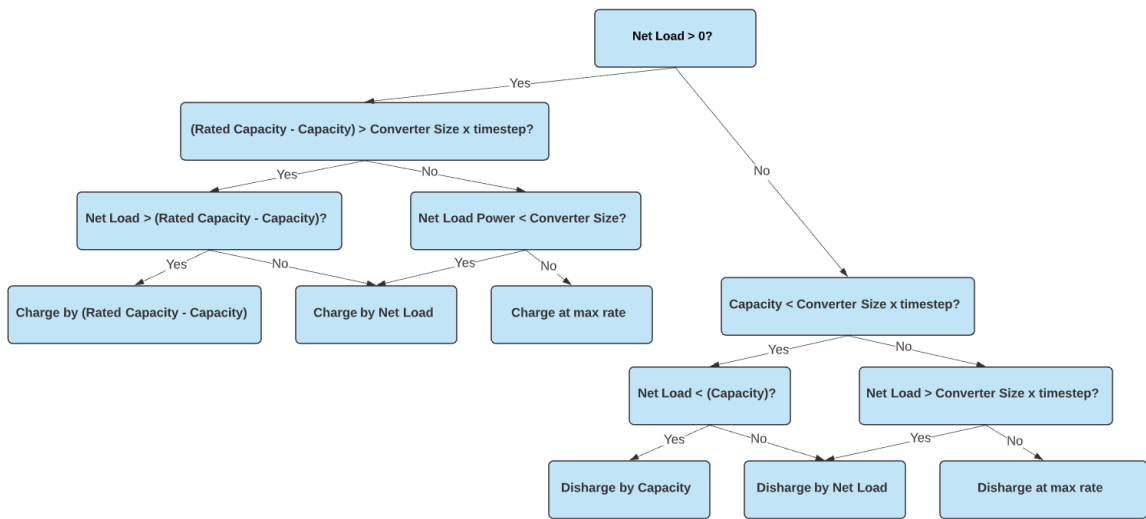 Net Load > 0?
Yes
No
(Rated Capacity - Capacity) > Converter Size x timestep?
Yes
No
Net Load > (Rated Capacity - Capacity)?
Net Load Power < Converter Size?
Yes
No
Yes
No
Charge by (Rated Capacity - Capacity)
Charge by Net Load
Charge at max rate
Capacity < Converter Size x timestep?
Yes
No
Net Load < (Capacity)?
Net Load > Converter Size x timestep?
Yes
No
Yes
No
Disharge by Capacity
Disharge by Net Load
Disharge at max rate